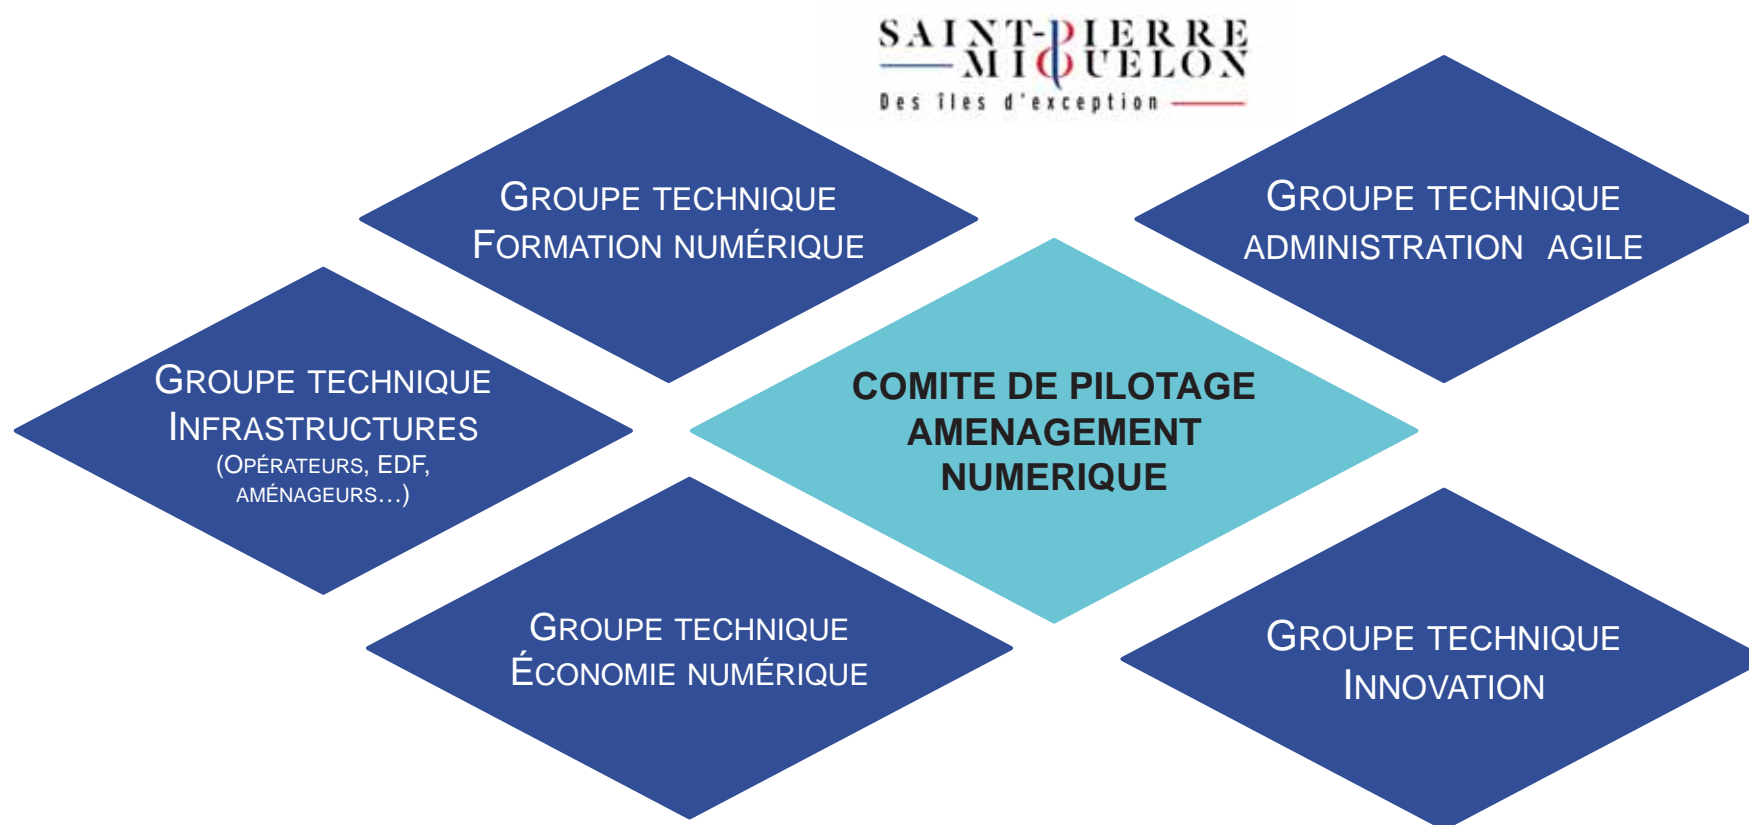 SAINT-PIERRE
MIQUELON
Des îles d'exception
GROUPE TECHNIQUE
FORMATION NUMÉRIQUE
GROUPE TECHNIQUE
ADMINISTRATION AGILE
GROUPE TECHNIQUE
INFRASTRUCTURES
(OPÉRATEURS, EDF,
AMÉNAGEURS…)
COMITE DE PILOTAGE
AMENAGEMENT
NUMERIQUE
GROUPE TECHNIQUE
ÉCONOMIE NUMÉRIQUE
GROUPE TECHNIQUE
INNOVATION